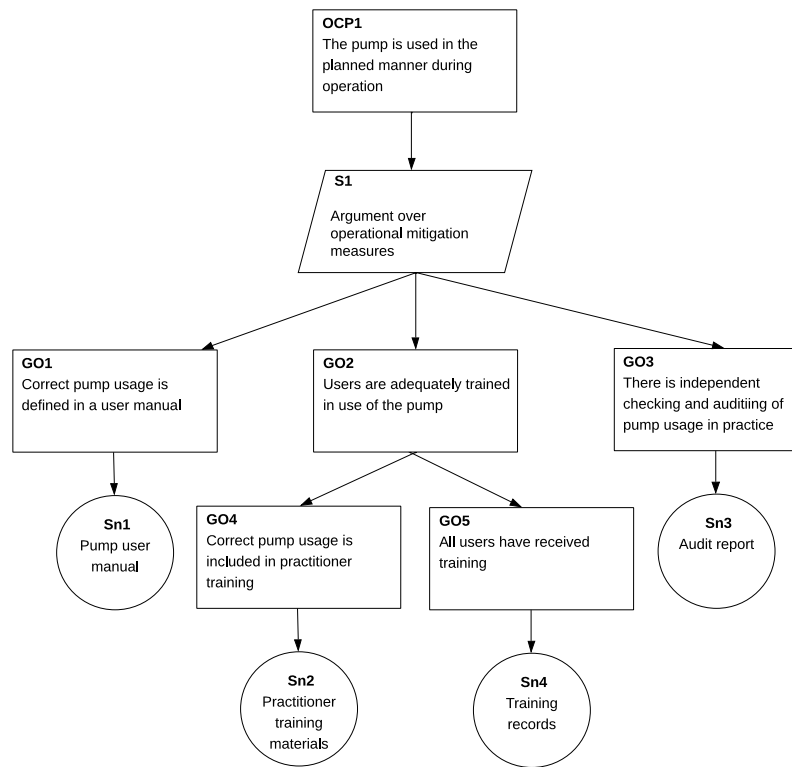 OCP1
The pump is used in the
planned manner during
operation
S1
Argument over
operational mitigation
measures
GO1
Correct pump usage is
defined in a user manual
GO2
Users are adequately trained
in use of the pump
GO3
There is independent
checking and auditiing of
pump usage in practice
Sn1
Pump user
manual
GO4
Correct pump usage is
included in practitioner
training
GO5
All users have received
training
Sn3
Audit report
Sn2
Practitioner
training
materials
Sn4
Training
records